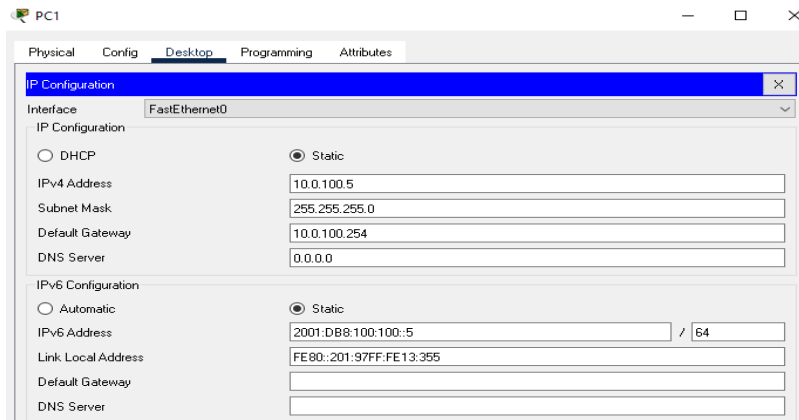 PC1
Physical Config Desktop Programming Attributes
IP Configuration X
Interface FastEthernet0
IP Configuration
DHCP Static
IPv4 Address 10.0.100.5
Subnet Mask 255.255.255.0
Default Gateway 10.0.100.254
DNS Server 0.0.0.0
IPv6 Configuration
Automatic Static
IPv6 Address 2001:DB8:100:100::5 / 64
Link Local Address FE80::201:97FF:FE13:355
Default Gateway
DNS Server